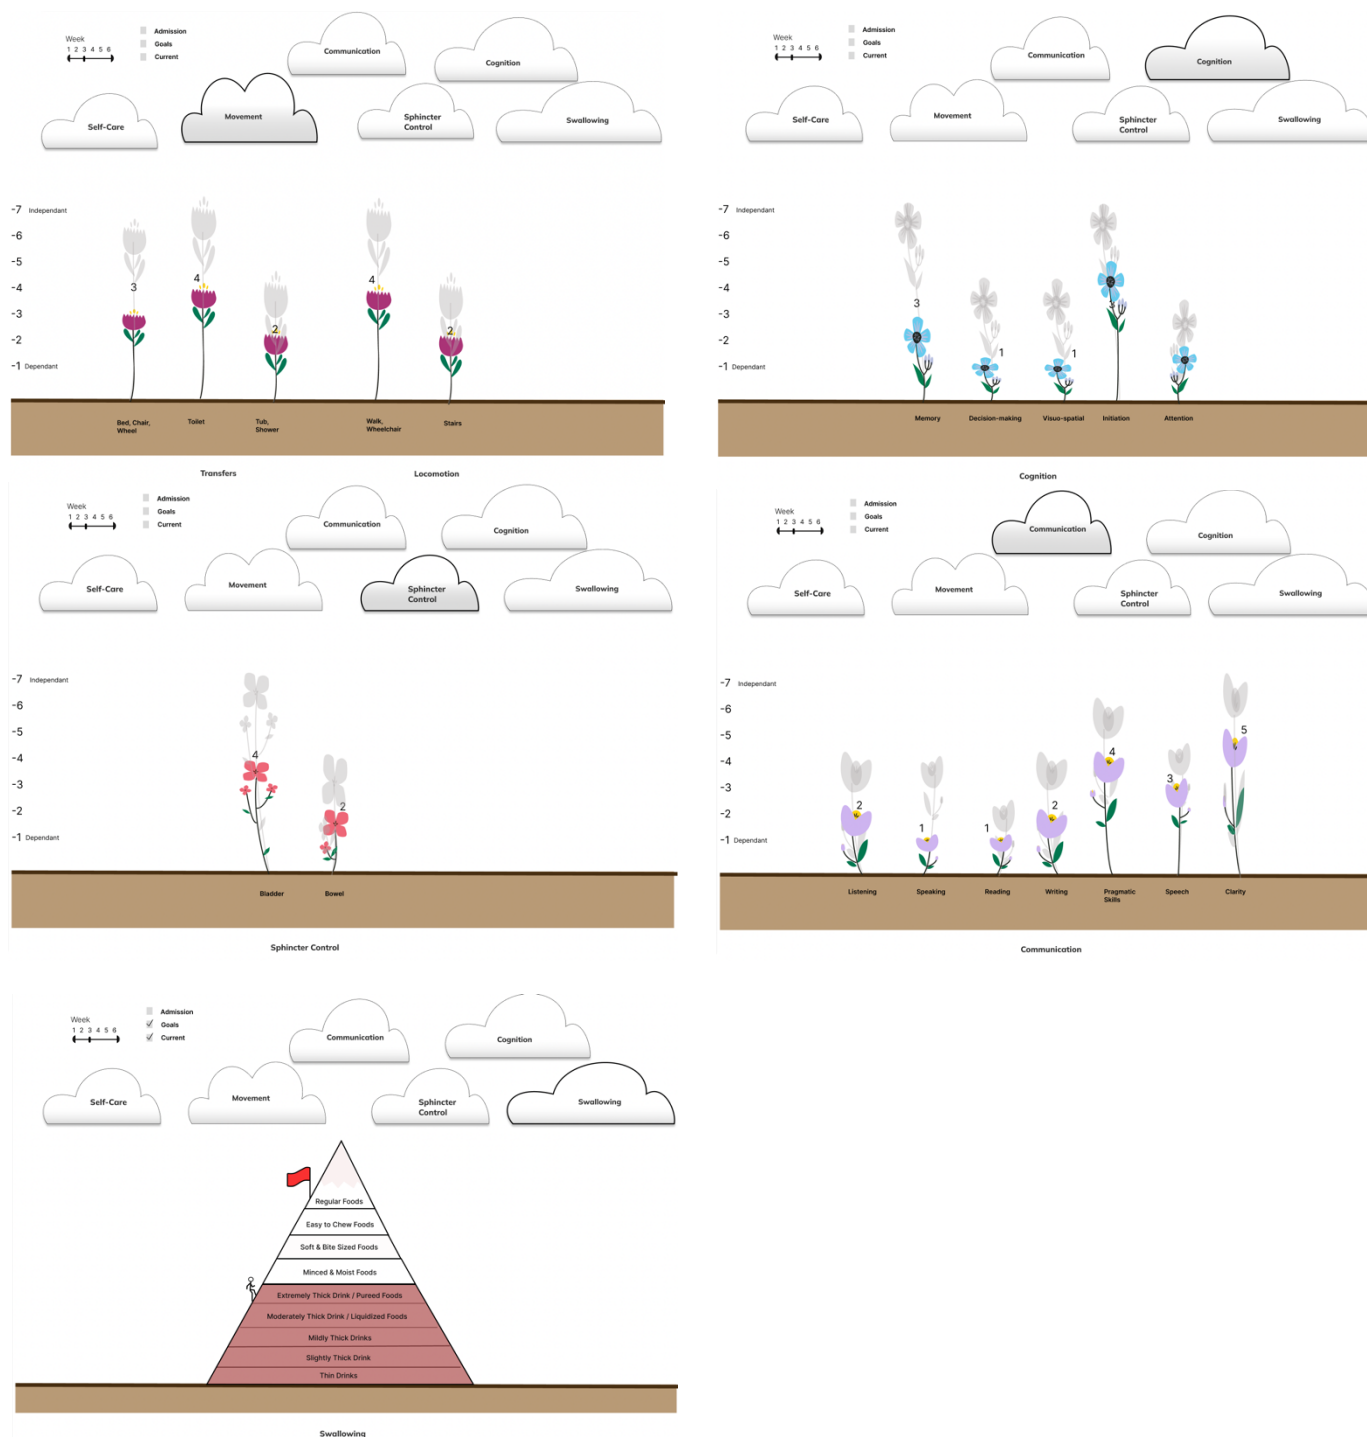 Week
1 2 3 4 5 6
Admission
Goals
Current
Communication
Cognition
Self-Care
Movement
Sphincter
Control
Swallowing
-7 Independant
-6
-5
-4
-3
-2
-1 Dependant
3
4
2
4
2
Bed, Chair,
Wheel
Toilet
Tub,
Shower
Walk,
Wheelchair
Stairs
Transfers
Locomotion
Week
1 2 3 4 5 6
Admission
Goals
Current
Communication
Cognition
Self-Care
Movement
Sphincter
Control
Swallowing
-7 Independant
-6
-5
-4
-3
-2
-1 Dependant
3
1
1
3
Memory
Decision-making
Visuo-spatial
Initiation
Attention
Cognition
Week
1 2 3 4 5 6
Admission
Goals
Current
Communication
Cognition
Self-Care
Movement
Sphincter
Control
Swallowing
-7 Independant
-6
-5
-4
-3
-2
-1 Dependant
4
2
Bladder
Bowel
Sphincter Control
Week
1 2 3 4 5 6
Admission
Goals
Current
Communication
Cognition
Self-Care
Movement
Sphincter
Control
Swallowing
-7 Independant
-6
-5
-4
-3
-2
-1 Dependant
2
1
1
2
4
3
5
Listening
Speaking
Reading
Writing
Pragmatic
Skills
Speech
Clarity
Communication
Week
1 2 3 4 5 6
Admission
Goals
Current
Communication
Cognition
Self-Care
Movement
Sphincter
Control
Swallowing
Regular Foods
Easy to Chew Foods
Soft & Bite Sized Foods
Minced & Moist Foods
Extremely Thick Drink / Pureed Foods
Moderately Thick Drink / Liquidized Foods
Mildly Thick Drinks
Slightly Thick Drink
Thin Drinks
Swallowing